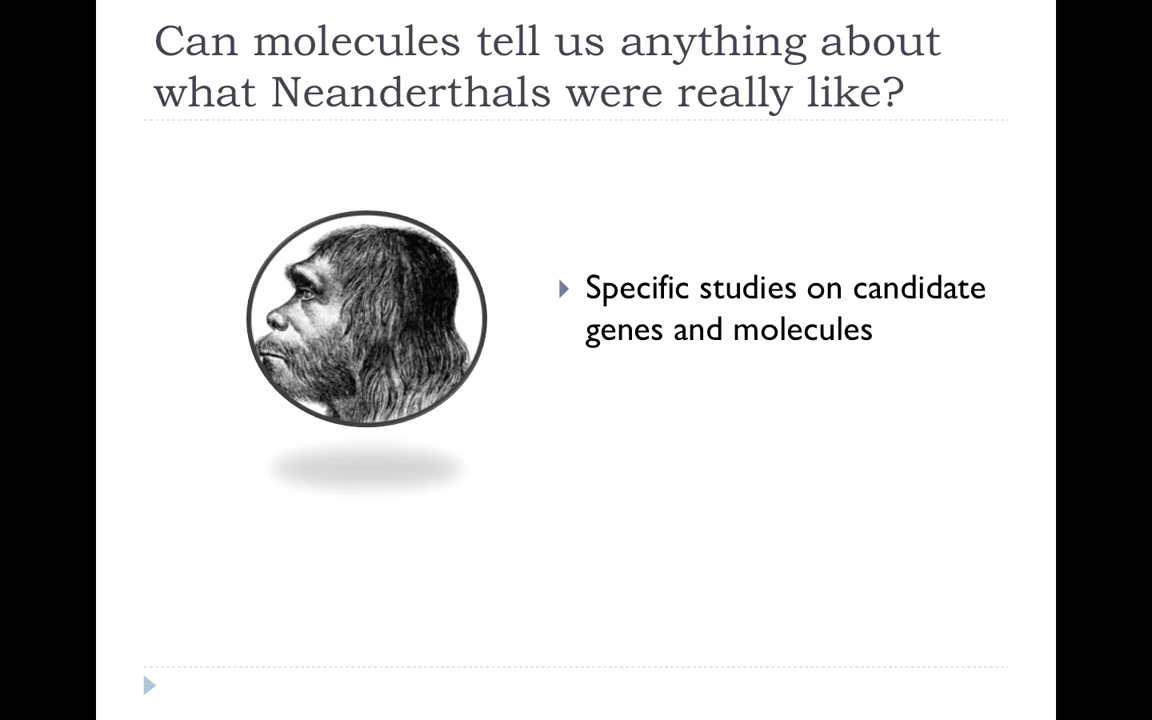 Can molecules tell us anything about
what Neanderthals were really like?
Specific studies on candidate
genes and molecules